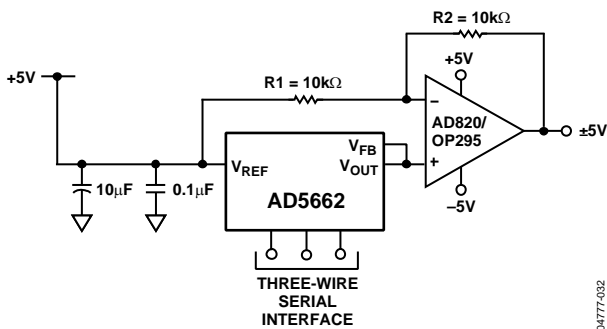 R2 = 10kΩ
+5V
R1 = 10kΩ
+5V
–
AD820/
OP295
+
±5V
–5V
VREF
VFB
VOUT
AD5662
10μF
0.1μF
THREE-WIRE
SERIAL
INTERFACE
04777-032